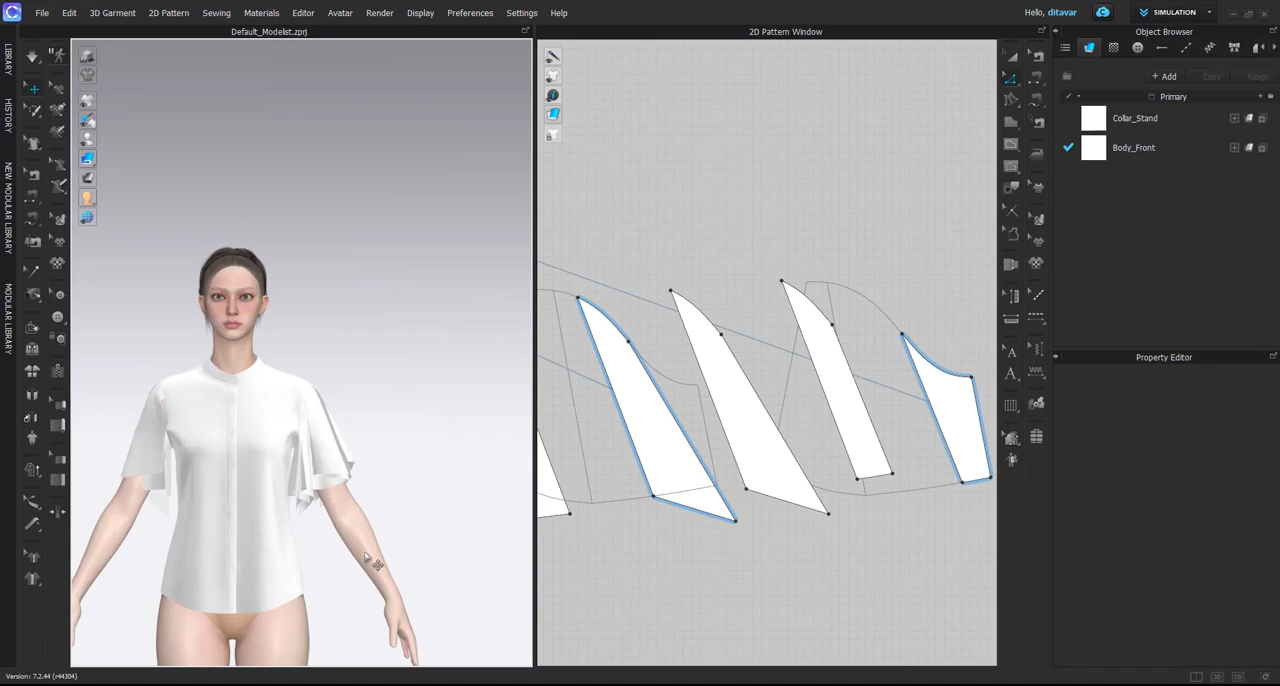 File Edit 3D Garment 2D Pattern Sewing Materials Editor Avatar Render Display Preferences Settings Help
Hello, ditavar SIMULATION
Default_Modelist.zprj
2D Pattern Window
Object Browser
LIBRARY
HISTORY
NEW MODULAR LIBRARY
MODULAR LIBRARY
+ Add Copy Assign
Primary
Collar_Stand
Body_Front
Property Editor
A
A
Version: 7.2.44 (r44304)
3D 2D